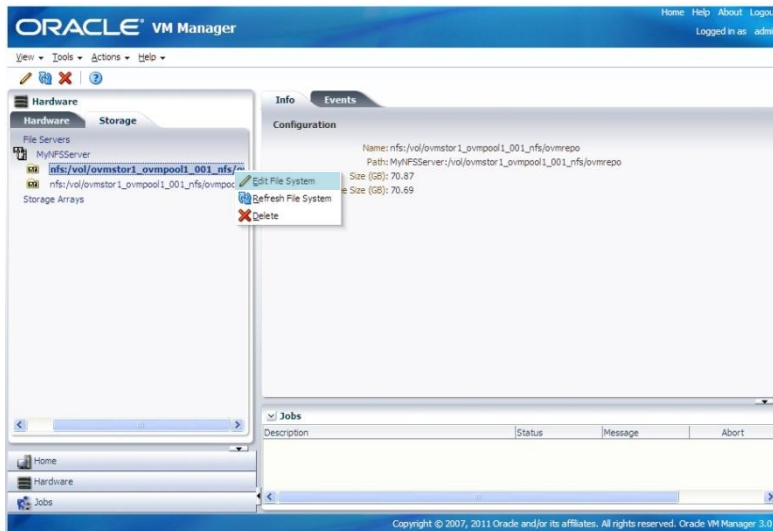 Home Help About Logou
ORACLE VM Manager
Logged in as admi
View Tools Actions Help
Hardware
Hardware Storage
File Servers
MyNFSServer
nfs:/vol/ovmstor1_ovmpool1_001_nfs/ov
nfs:/vol/ovmstor1_ovmpool1_001_nfs/ovmpoo
Storage Arrays
Edit File System
Refresh File System
Delete
Info Events
Configuration
Name: nfs:/vol/ovmstor1_ovmpool1_001_nfs/ovmrepo
Path: MyNFSServer:/vol/ovmstor1_ovmpool1_001_nfs/ovmrepo
Size (GB): 70.87
e Size (GB): 70.69
Jobs
Description Status Message Abort
Home
Hardware
Jobs
Copyright © 2007, 2011 Oracle and/or its affiliates. All rights reserved. Oracle VM Manager 3.0